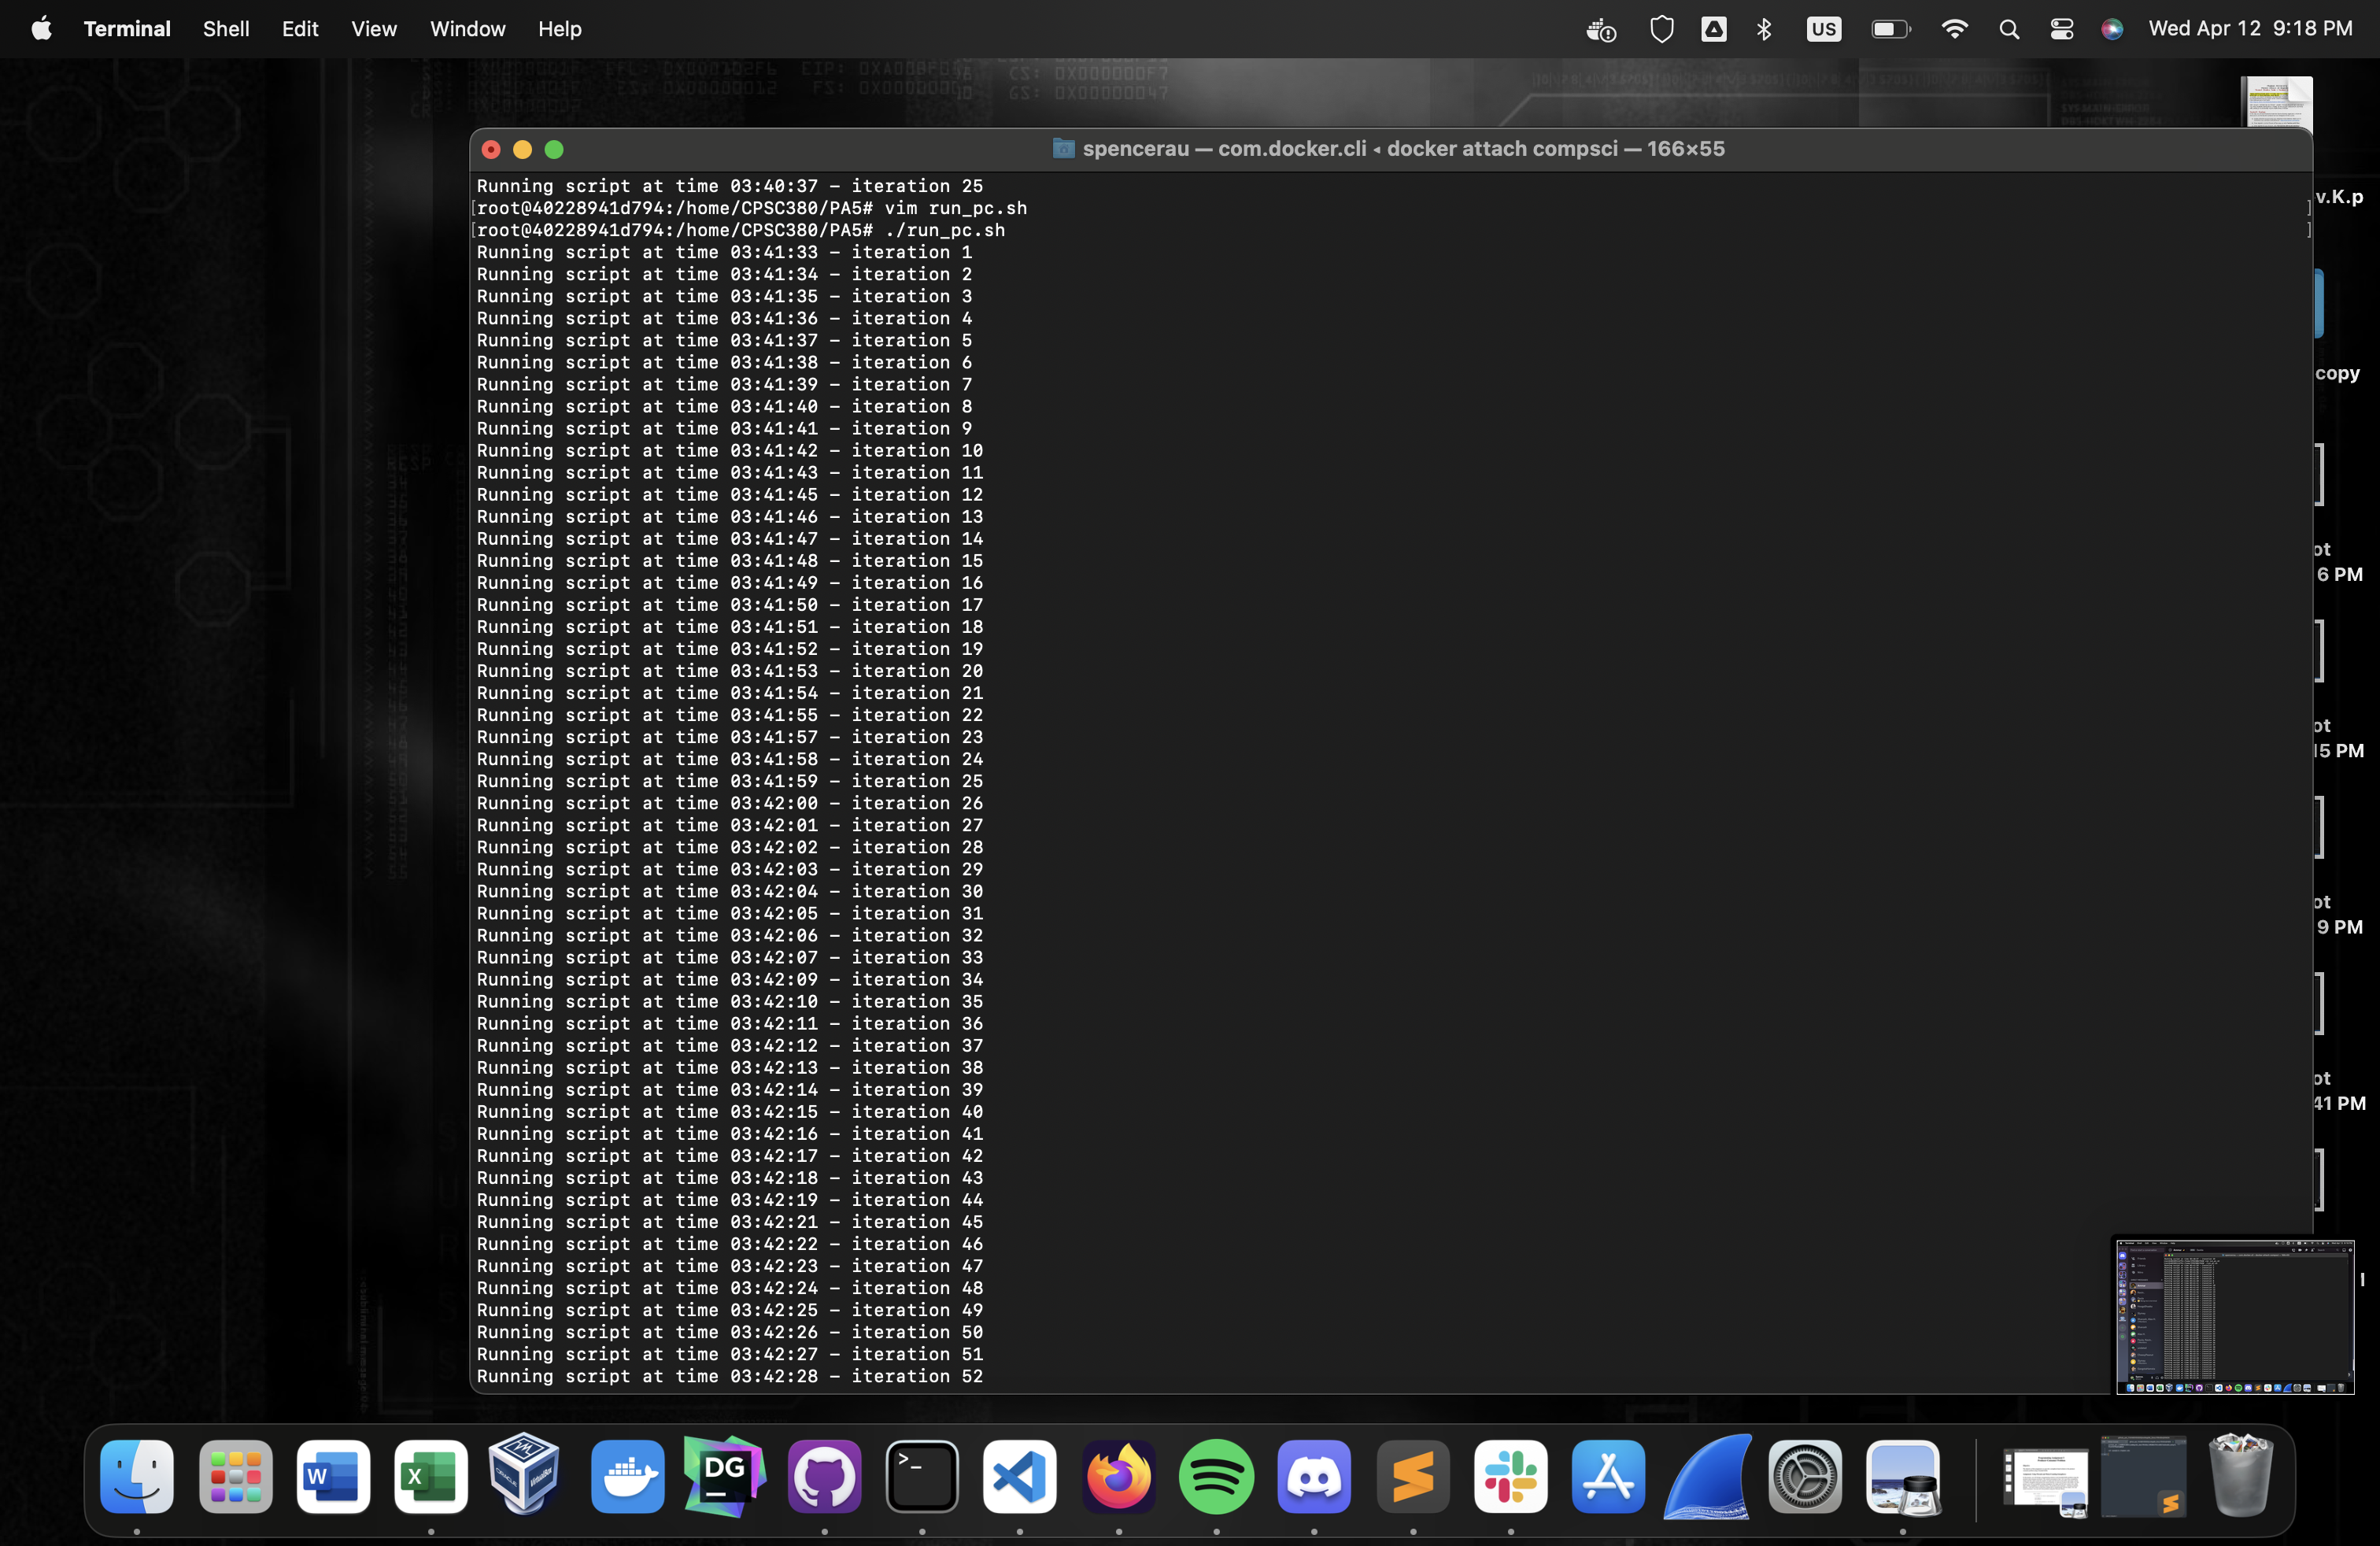 Terminal Shell Edit View Window Help US Wed Apr 12 9:18 PM
spencerau — com.docker.cli ◂ docker attach compsci — 166×55
Running script at time 03:40:37 – iteration 25
[root@40228941d794:/home/CPSC380/PA5# vim run_pc.sh ]
[root@40228941d794:/home/CPSC380/PA5# ./run_pc.sh ]
Running script at time 03:41:33 – iteration 1
Running script at time 03:41:34 – iteration 2
Running script at time 03:41:35 – iteration 3
Running script at time 03:41:36 – iteration 4
Running script at time 03:41:37 – iteration 5
Running script at time 03:41:38 – iteration 6
Running script at time 03:41:39 – iteration 7
Running script at time 03:41:40 – iteration 8
Running script at time 03:41:41 – iteration 9
Running script at time 03:41:42 – iteration 10
Running script at time 03:41:43 – iteration 11
Running script at time 03:41:45 – iteration 12
Running script at time 03:41:46 – iteration 13
Running script at time 03:41:47 – iteration 14
Running script at time 03:41:48 – iteration 15
Running script at time 03:41:49 – iteration 16
Running script at time 03:41:50 – iteration 17
Running script at time 03:41:51 – iteration 18
Running script at time 03:41:52 – iteration 19
Running script at time 03:41:53 – iteration 20
Running script at time 03:41:54 – iteration 21
Running script at time 03:41:55 – iteration 22
Running script at time 03:41:57 – iteration 23
Running script at time 03:41:58 – iteration 24
Running script at time 03:41:59 – iteration 25
Running script at time 03:42:00 – iteration 26
Running script at time 03:42:01 – iteration 27
Running script at time 03:42:02 – iteration 28
Running script at time 03:42:03 – iteration 29
Running script at time 03:42:04 – iteration 30
Running script at time 03:42:05 – iteration 31
Running script at time 03:42:06 – iteration 32
Running script at time 03:42:07 – iteration 33
Running script at time 03:42:09 – iteration 34
Running script at time 03:42:10 – iteration 35
Running script at time 03:42:11 – iteration 36
Running script at time 03:42:12 – iteration 37
Running script at time 03:42:13 – iteration 38
Running script at time 03:42:14 – iteration 39
Running script at time 03:42:15 – iteration 40
Running script at time 03:42:16 – iteration 41
Running script at time 03:42:17 – iteration 42
Running script at time 03:42:18 – iteration 43
Running script at time 03:42:19 – iteration 44
Running script at time 03:42:21 – iteration 45
Running script at time 03:42:22 – iteration 46
Running script at time 03:42:23 – iteration 47
Running script at time 03:42:24 – iteration 48
Running script at time 03:42:25 – iteration 49
Running script at time 03:42:26 – iteration 50
Running script at time 03:42:27 – iteration 51
Running script at time 03:42:28 – iteration 52
v.K.p
copy
ot
6 PM
ot
15 PM
ot
9 PM
ot
41 PM
W X DG >_